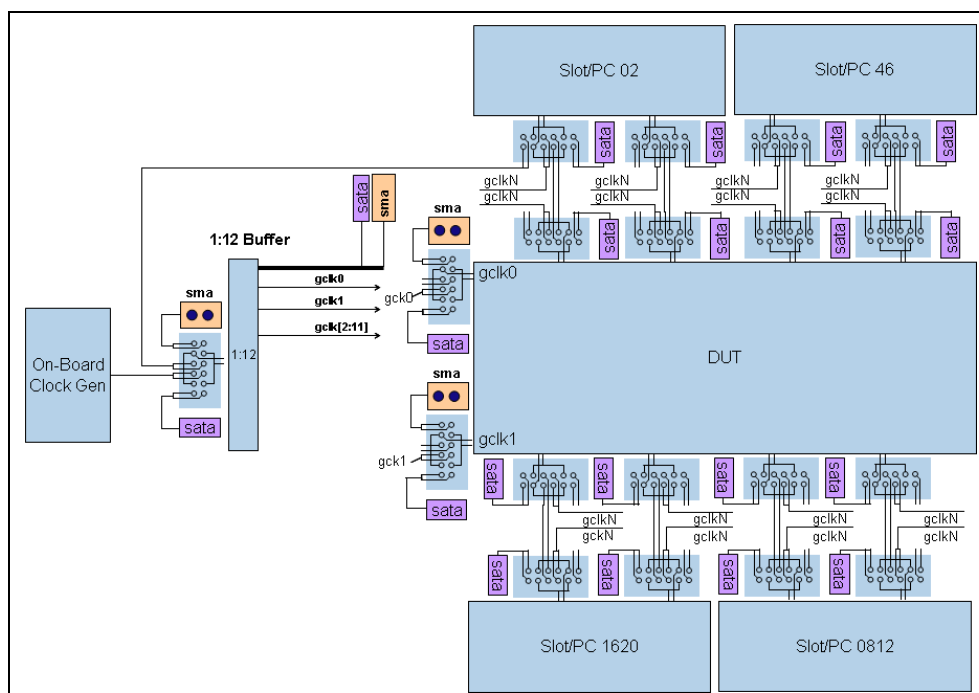 Slot/PC 02
Slot/PC 46
sata
sata
sata
sata
gclkN
gclkN
gclkN
gclkN
gclkN
gclkN
gclkN
gclkN
sata
sata
sata
sata
sata
sma
sma
1:12 Buffer
gclk0
gclk1
gclk[2:11]
gck0
gclk0
sata
sma
On-Board
Clock Gen
1:12
sata
DUT
sma
gclk1
gck1
sata
sata
sata
sata
sata
gclkN
gckN
gclkN
gckN
gclkN
gclkN
gclkN
gclkN
sata
sata
sata
sata
Slot/PC 1620
Slot/PC 0812